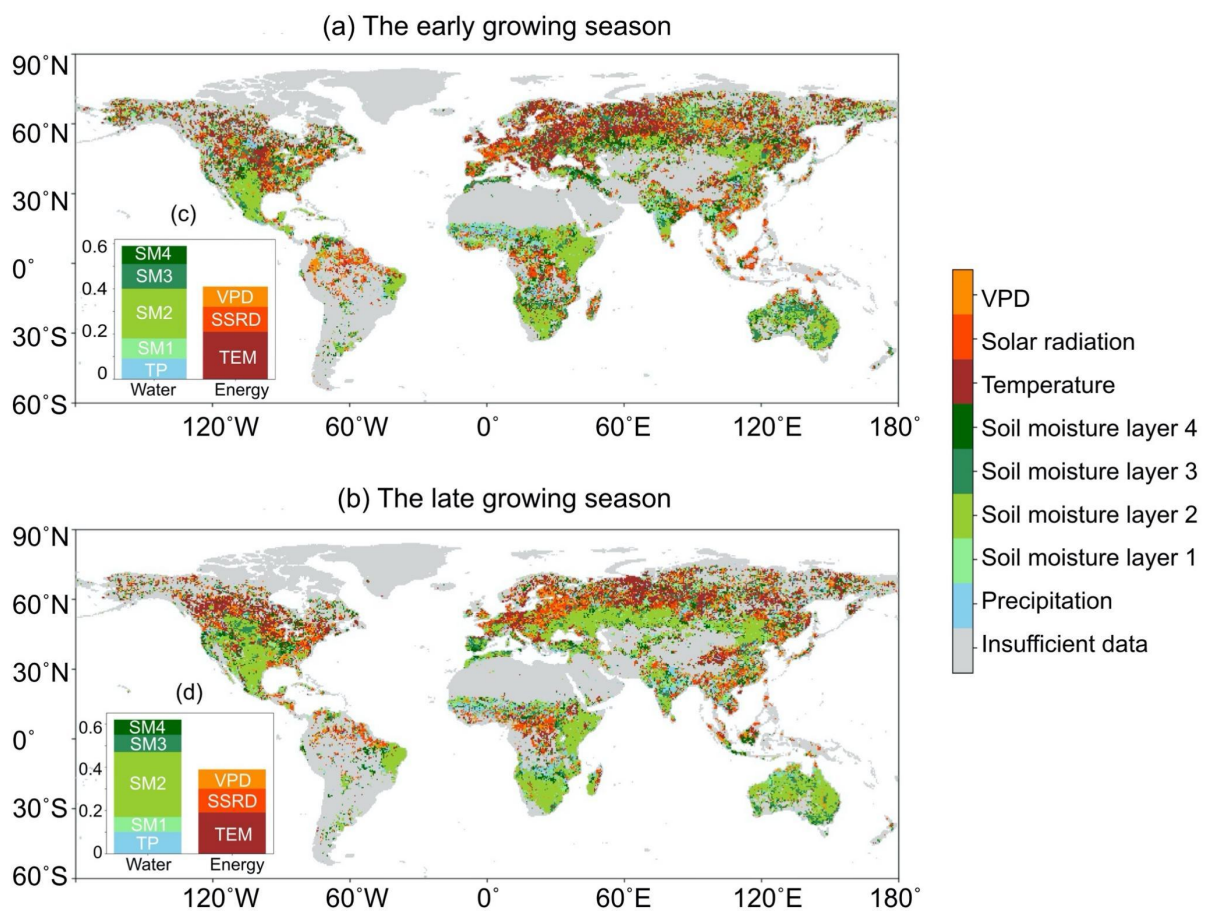 (a) The early growing season
90°N
60°N
30°N
0°
30°S
60°S
120°W 60°W 0° 60°E 120°E 180°
(c)
0.6
0.4
0.2
0
SM4
SM3
SM2
SM1
TP
VPD
SSRD
TEM
Water Energy
(b) The late growing season
90°N
60°N
30°N
0°
30°S
60°S
120°W 60°W 0° 60°E 120°E 180°
(d)
0.6
0.4
0.2
0
SM4
SM3
SM2
SM1
TP
VPD
SSRD
TEM
Water Energy
VPD
Solar radiation
Temperature
Soil moisture layer 4
Soil moisture layer 3
Soil moisture layer 2
Soil moisture layer 1
Precipitation
Insufficient data